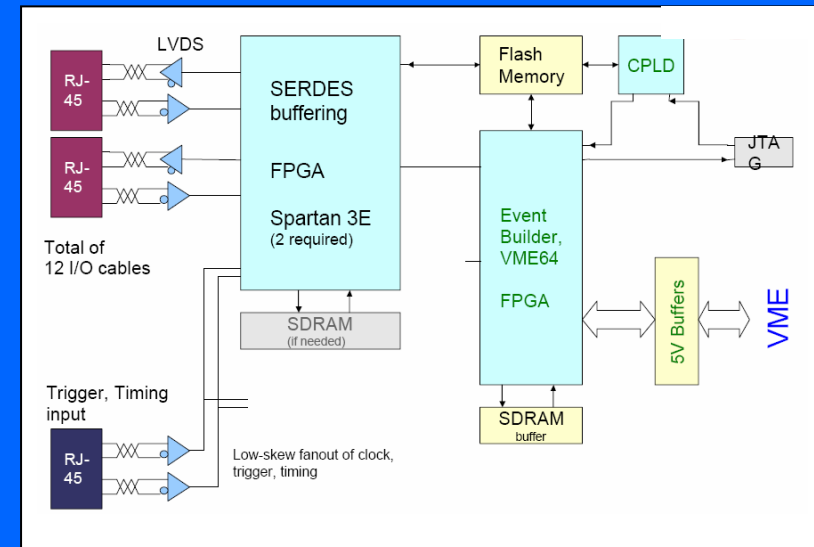 LVDS
RJ-
45
RJ-
45
Total of
12 I/O cables
SERDES
buffering
FPGA
Spartan 3E
(2 required)
SDRAM
(if needed)
Flash
Memory
CPLD
JTA
G
Event
Builder,
VME64
FPGA
5V Buffers
VME
SDRAM
buffer
Trigger, Timing
input
RJ-
45
Low-skew fanout of clock,
trigger, timing